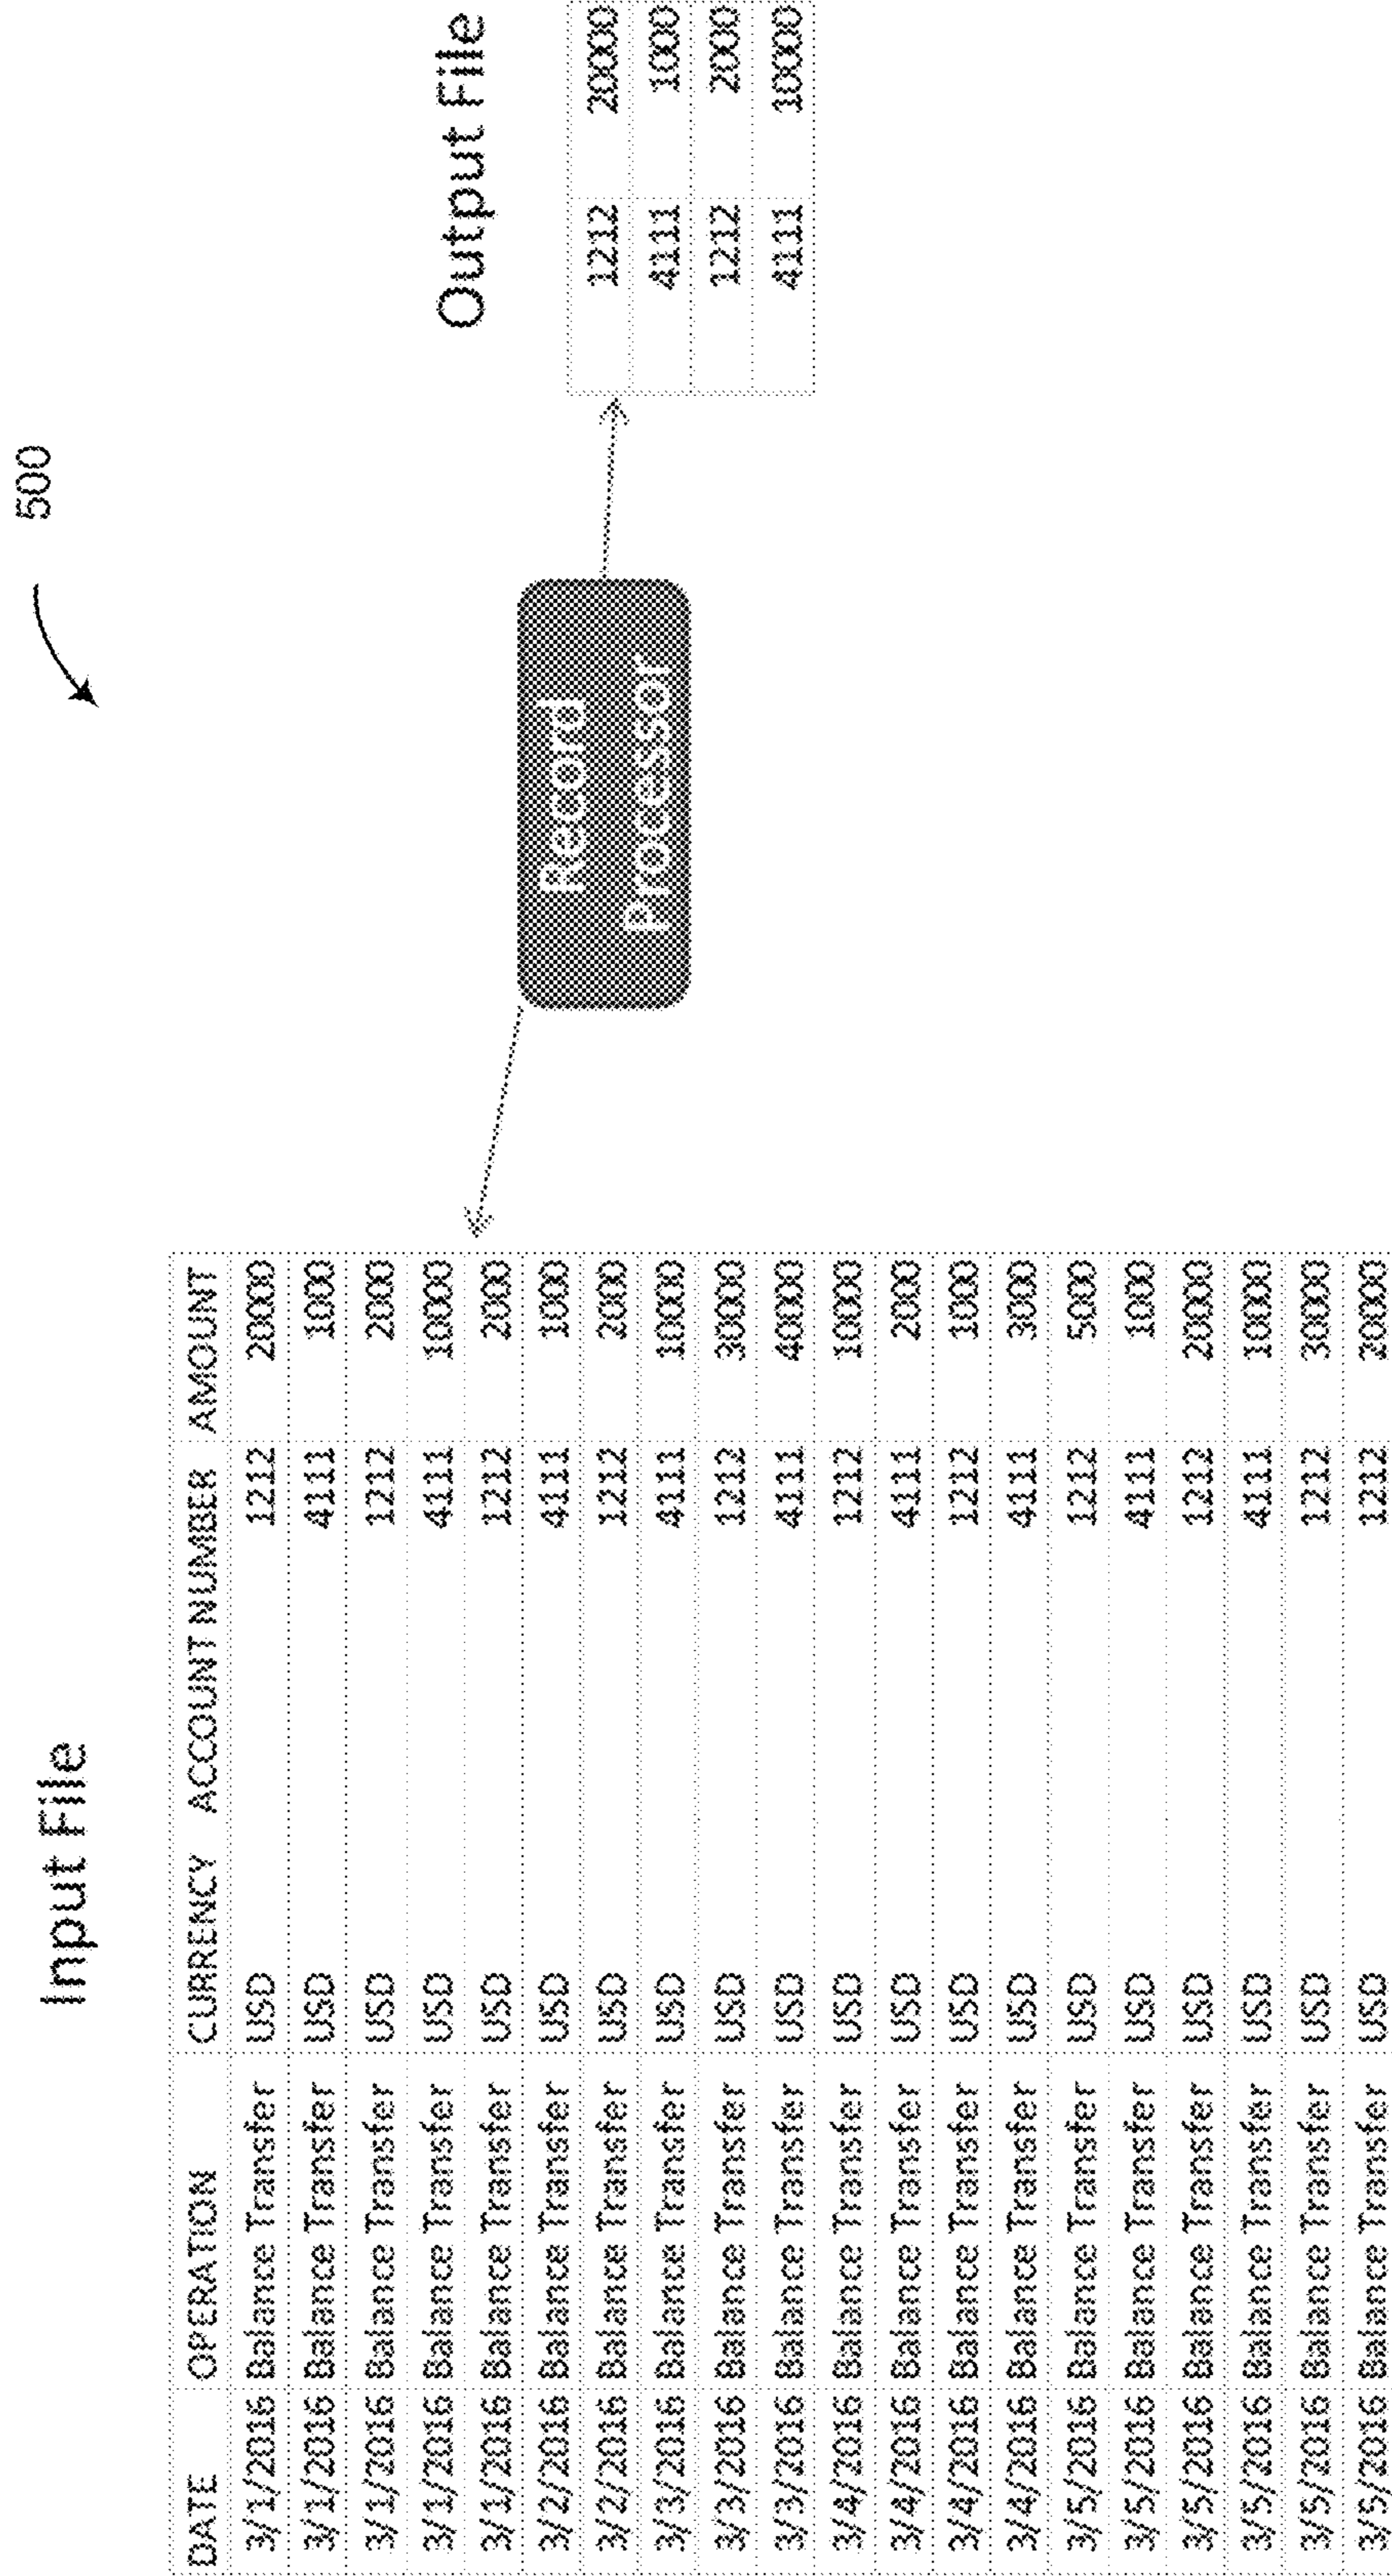 500
Input File
DATE OPERATION CURRENCY ACCOUNT NUMBER AMOUNT
3/1/2016 Balance Transfer USD 1212 20000
3/1/2016 Balance Transfer USD 4111 1000
3/1/2016 Balance Transfer USD 1212 2000
3/1/2016 Balance Transfer USD 4111 10000
3/1/2016 Balance Transfer USD 1212 2000
3/2/2016 Balance Transfer USD 4111 1000
3/2/2016 Balance Transfer USD 1212 2000
3/3/2016 Balance Transfer USD 4111 10000
3/3/2016 Balance Transfer USD 1212 30000
3/3/2016 Balance Transfer USD 4111 40000
3/4/2016 Balance Transfer USD 1212 10000
3/4/2016 Balance Transfer USD 4111 2000
3/4/2016 Balance Transfer USD 1212 1000
3/4/2016 Balance Transfer USD 4111 3000
3/5/2016 Balance Transfer USD 1212 5000
3/5/2016 Balance Transfer USD 4111 1000
3/5/2016 Balance Transfer USD 1212 20000
3/5/2016 Balance Transfer USD 4111 10000
3/5/2016 Balance Transfer USD 1212 30000
3/5/2016 Balance Transfer USD 1212 20000
Record
Processor
Output File
1212 20000
4111 1000
1212 2000
4111 10000